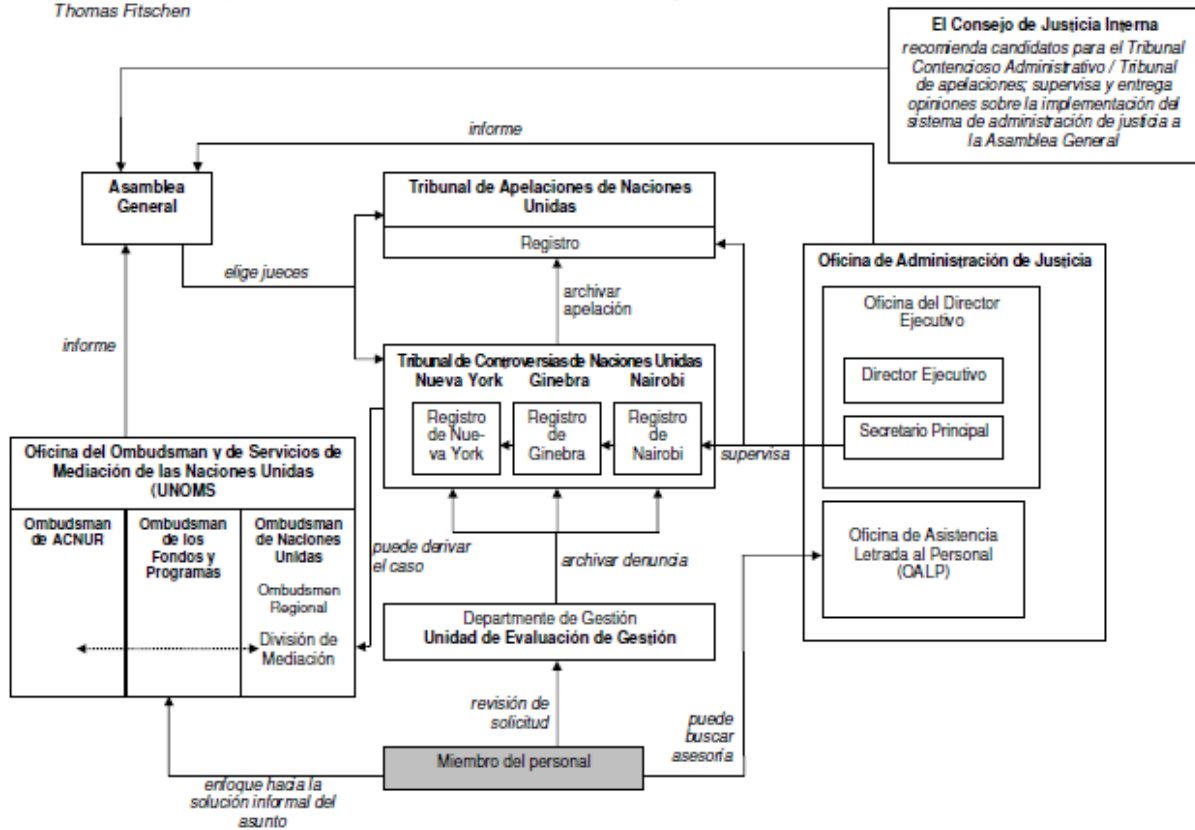 Thomas Fitschen
El Consejo de Justicia Interna
recomienda candidatos para el Tribunal
Contencioso Administrativo / Tribunal
de apelaciones; supervisa y entrega
opiniones sobre la implementación del
sistema de administración de justicia a
la Asamblea General
informe
Asamblea
General
Tribunal de Apelaciones de Naciones
Unidas
Registro
elige jueces
archivar
apelación
informe
Oficina de Administración de Justicia
Oficina del Director
Ejecutivo
Director Ejecutivo
Secretario Principal
supervisa
Oficina de Asistencia
Letrada al Personal
(OALP)
Tribunal de Controversias de Naciones Unidas
Nueva York Ginebra Nairobi
Registro
de Nue-
va York
Registro
de
Ginebra
Registro
de
Nairobi
Oficina del Ombudsman y de Servicios de
Mediación de las Naciones Unidas
(UNOMS
Ombudsman
de ACNUR
Ombudsman
de los
Fondos y
Programas
Ombudsman
de Naciones
Unidas
Ombudsmen
Regional
División de
Mediación
puede derivar
el caso
archivar denuncia
Departmente de Gestión
Unidad de Evaluación de Gestión
revisión de
solicitud
puede
buscar
asesoría
Miembro del personal
enfoque hacia la
solución informal del
asunto